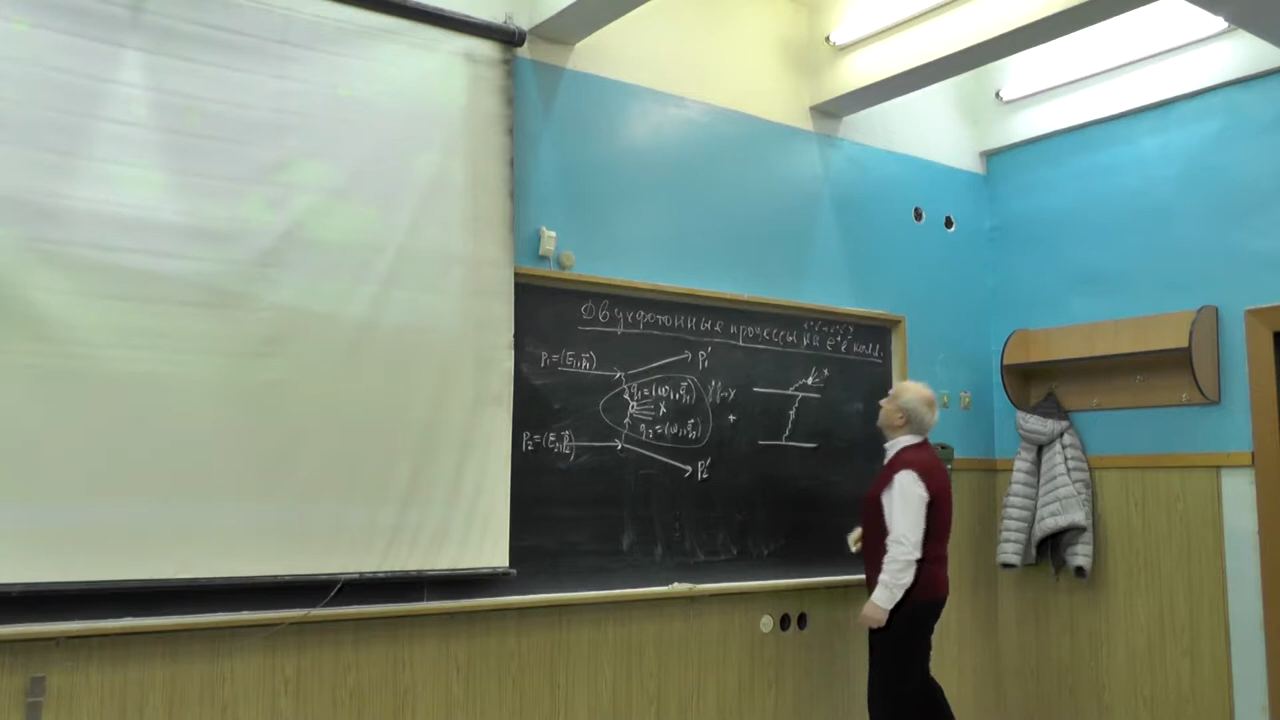 Двухфотонные процессы на e⁺e⁻ колл.
p₁=(E₁,p⃗₁)
p₁′
q₁=(ω₁,q⃗₁)
γγ→x
x
x
+
q₂=(ω₂,q⃗₂)
p₂=(E₂,p⃗₂)
p₂′